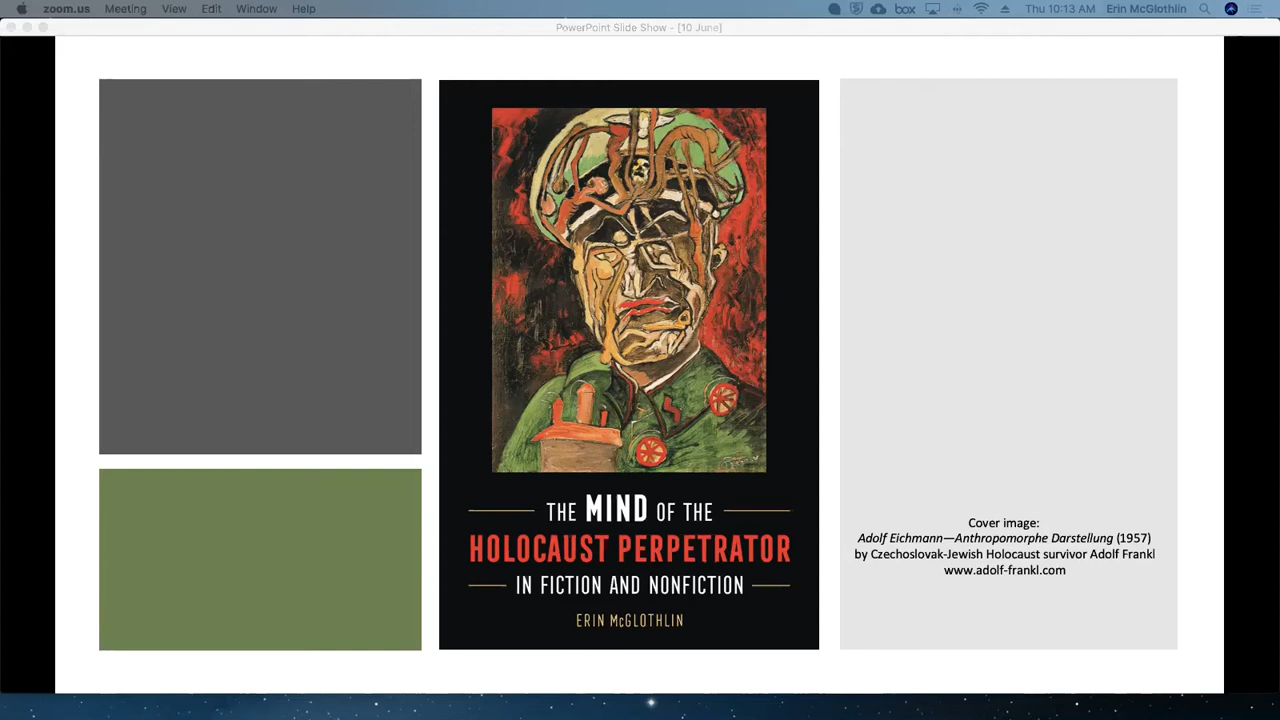 zoom.us Meeting View Edit Window Help box Thu 10:13 AM Erin McGlothlin
PowerPoint Slide Show - [10 June]
THE MIND OF THE
HOLOCAUST PERPETRATOR
IN FICTION AND NONFICTION
ERIN McGLOTHLIN
Cover image:
Adolf Eichmann—Anthropomorphe Darstellung (1957)
by Czechoslovak-Jewish Holocaust survivor Adolf Frankl
www.adolf-frankl.com